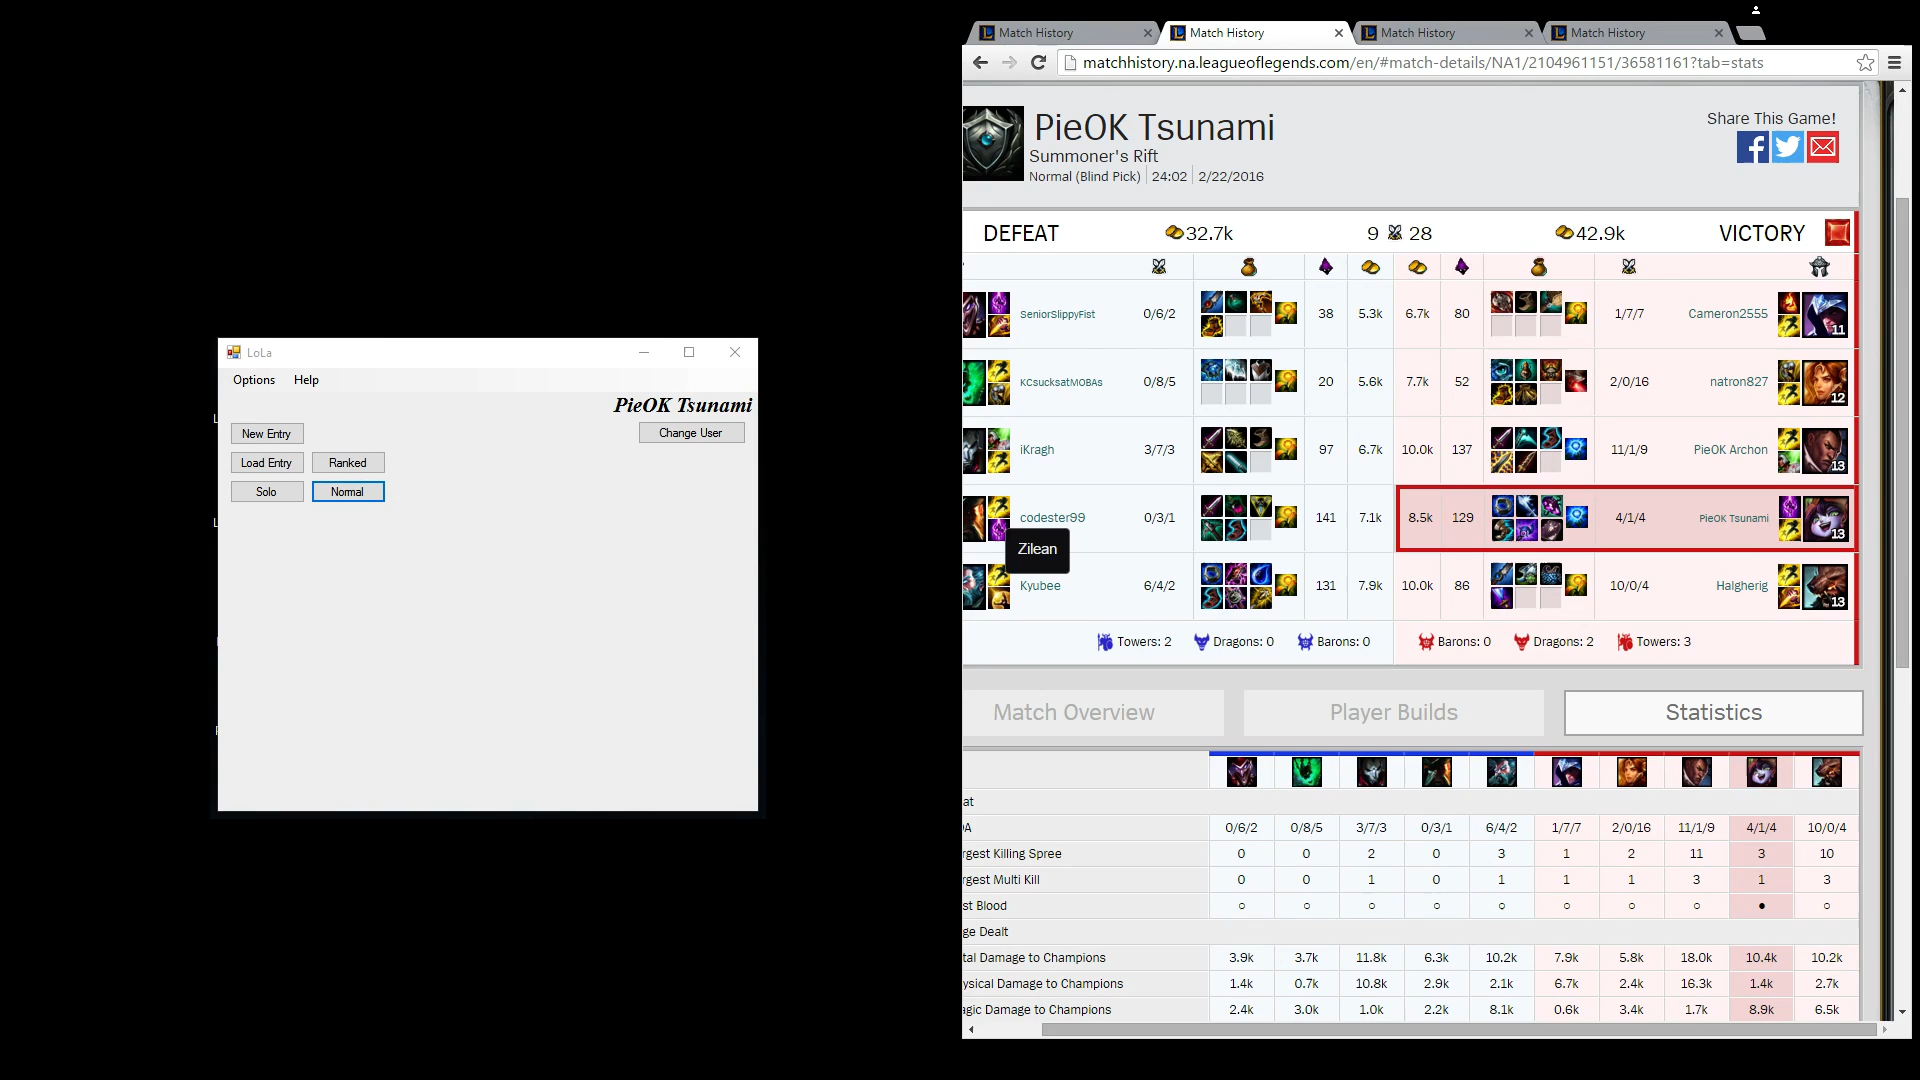 LoLa
Options Help
PieOK Tsunami
New Entry
Change User
Load Entry
Ranked
Solo
Normal
Match History
Match History
Match History
Match History
matchhistory.na.leagueoflegends.com/en/#match-details/NA1/2104961151/36581161?tab=stats
PieOK Tsunami
Summoner's Rift
Normal (Blind Pick) 24:02 2/22/2016
Share This Game!
DEFEAT 32.7k 9 28 42.9k VICTORY
SeniorSlippyFist 0/6/2 38 5.3k 6.7k 80 1/7/7 Cameron2555 11
KCsucksatMOBAs 0/8/5 20 5.6k 7.7k 52 2/0/16 natron827 12
iKragh 3/7/3 97 6.7k 10.0k 137 11/1/9 PieOK Archon 13
codester99 0/3/1 141 7.1k 8.5k 129 4/1/4 PieOK Tsunami 13
Zilean
Kyubee 6/4/2 131 7.9k 10.0k 86 10/0/4 Halgherig 13
Towers: 2 Dragons: 0 Barons: 0 Barons: 0 Dragons: 2 Towers: 3
Match Overview Player Builds Statistics
at
DA 0/6/2 0/8/5 3/7/3 0/3/1 6/4/2 1/7/7 2/0/16 11/1/9 4/1/4 10/0/4
rgest Killing Spree 0 0 2 0 3 1 2 11 3 10
rgest Multi Kill 0 0 1 0 1 1 1 3 1 3
st Blood
ge Dealt
tal Damage to Champions 3.9k 3.7k 11.8k 6.3k 10.2k 7.9k 5.8k 18.0k 10.4k 10.2k
ysical Damage to Champions 1.4k 0.7k 10.8k 2.9k 2.1k 6.7k 2.4k 16.3k 1.4k 2.7k
agic Damage to Champions 2.4k 3.0k 1.0k 2.2k 8.1k 0.6k 3.4k 1.7k 8.9k 6.5k